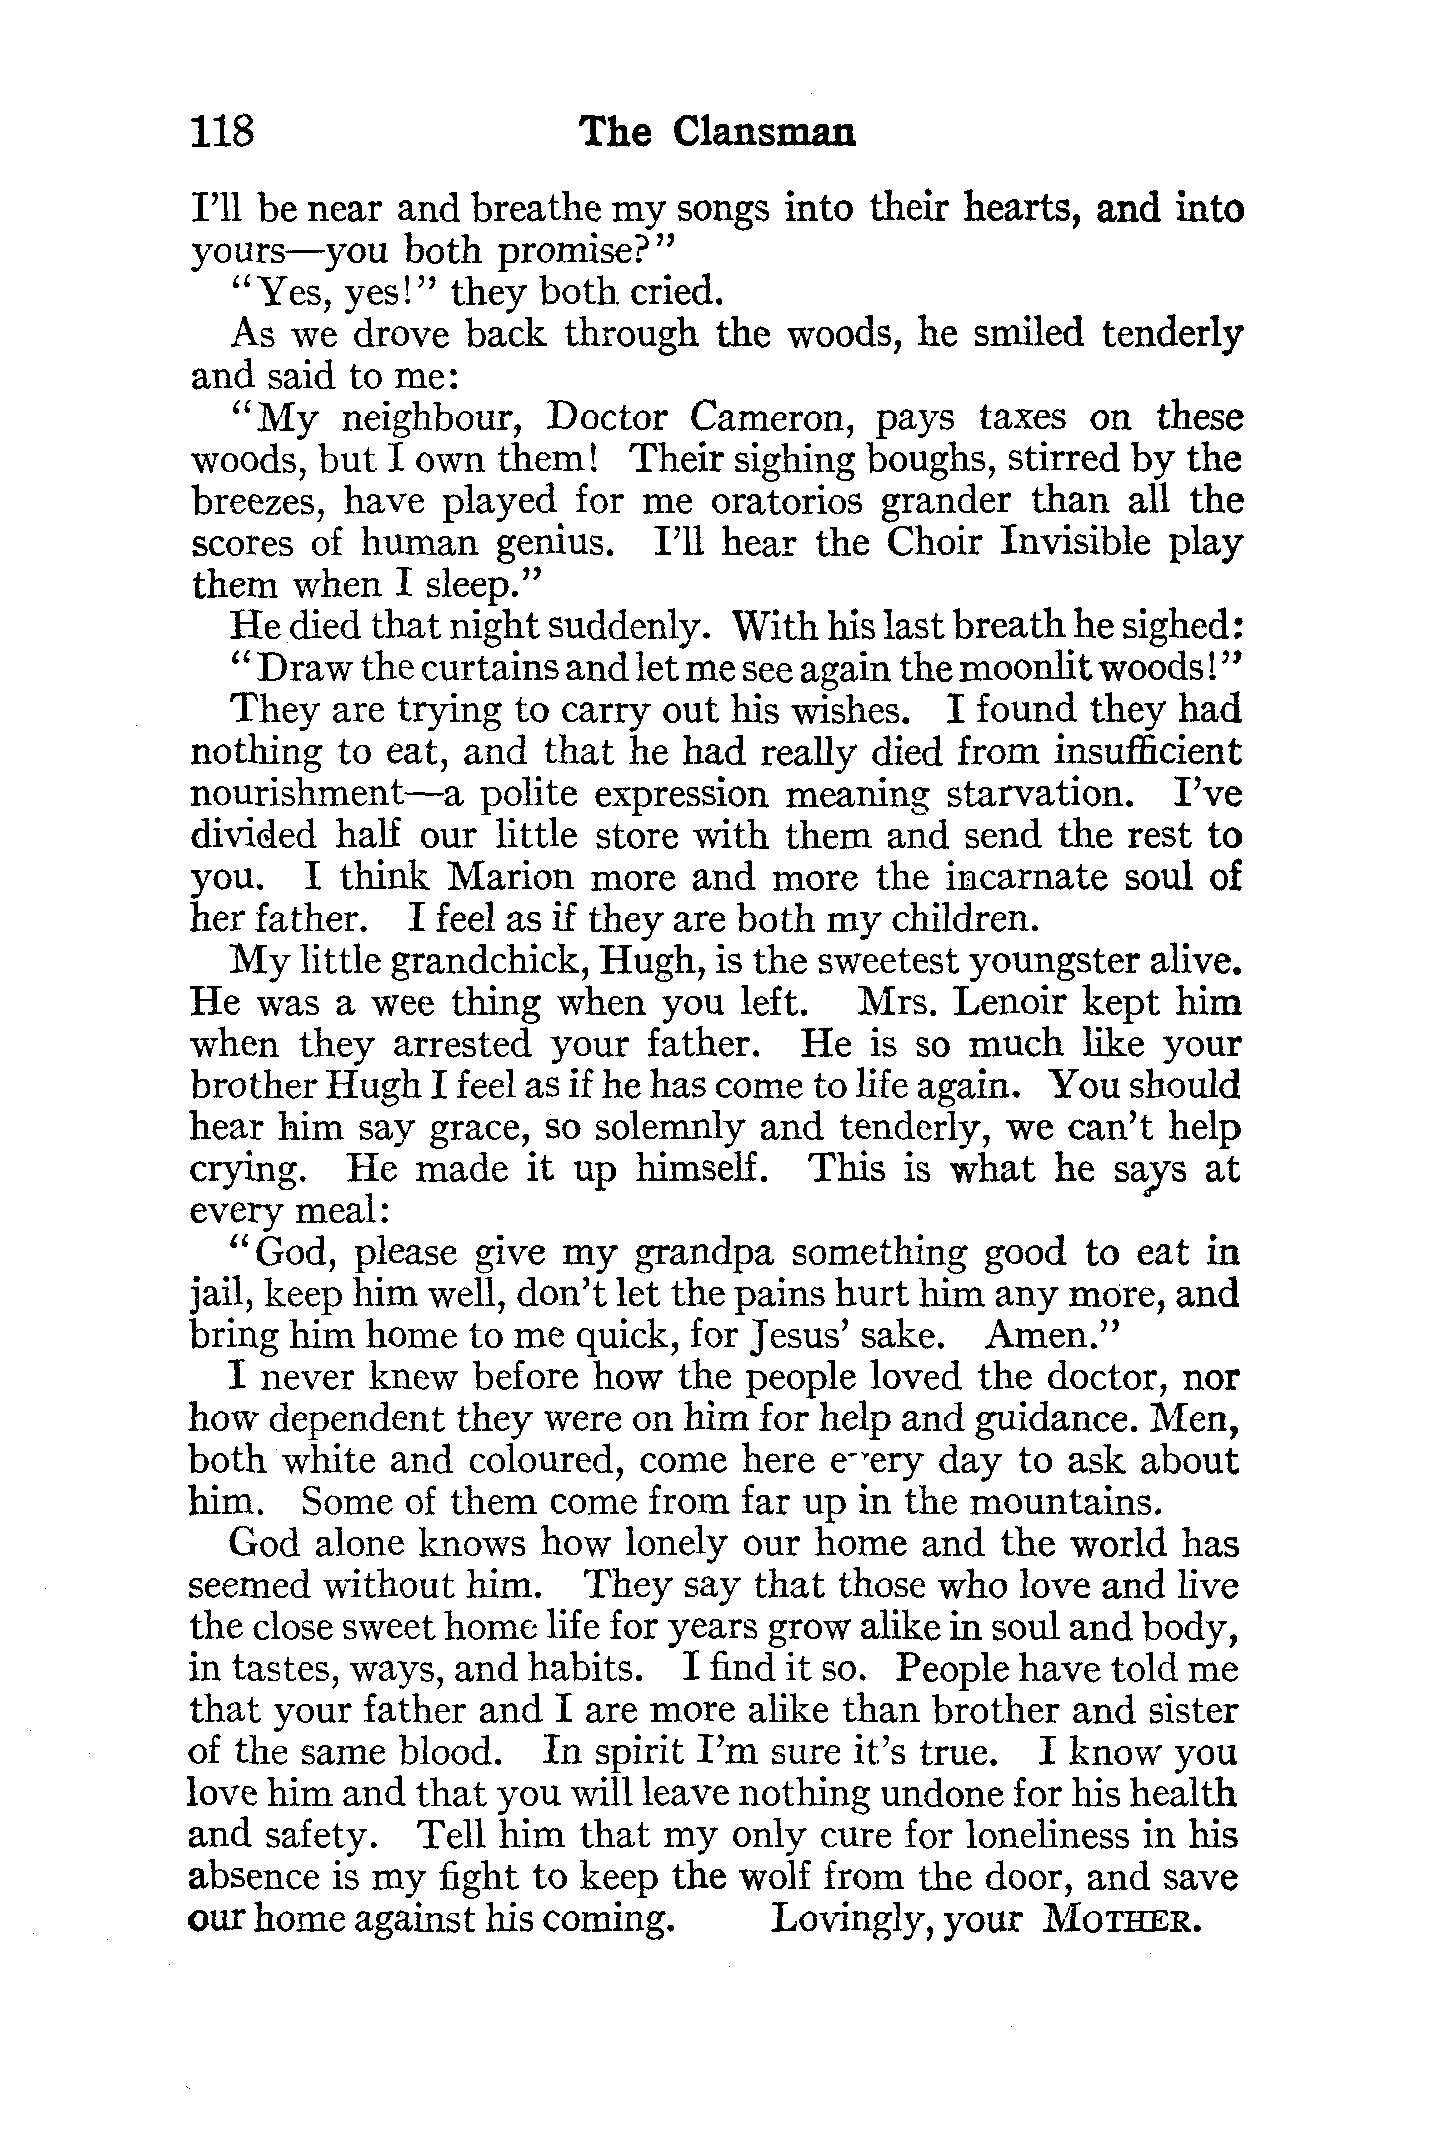 118 The Clansman
I'll be near and breathe my songs into their hearts, and into
yours—you both promise?"
"Yes, yes!" they both cried.
As we drove back through the woods, he smiled tenderly
and said to me:
"My neighbour, Doctor Cameron, pays taxes on these
woods, but I own them! Their sighing boughs, stirred by the
breezes, have played for me oratorios grander than all the
scores of human genius. I'll hear the Choir Invisible play
them when I sleep."
He died that night suddenly. With his last breath he sighed:
"Draw the curtains and let me see again the moonlit woods!"
They are trying to carry out his wishes. I found they had
nothing to eat, and that he had really died from insufficient
nourishment—a polite expression meaning starvation. I've
divided half our little store with them and send the rest to
you. I think Marion more and more the incarnate soul of
her father. I feel as if they are both my children.
My little grandchick, Hugh, is the sweetest youngster alive.
He was a wee thing when you left. Mrs. Lenoir kept him
when they arrested your father. He is so much like your
brother Hugh I feel as if he has come to life again. You should
hear him say grace, so solemnly and tenderly, we can't help
crying. He made it up himself. This is what he says at
every meal:
"God, please give my grandpa something good to eat in
jail, keep him well, don't let the pains hurt him any more, and
bring him home to me quick, for Jesus' sake. Amen."
I never knew before how the people loved the doctor, nor
how dependent they were on him for help and guidance. Men,
both white and coloured, come here every day to ask about
him. Some of them come from far up in the mountains.
God alone knows how lonely our home and the world has
seemed without him. They say that those who love and live
the close sweet home life for years grow alike in soul and body,
in tastes, ways, and habits. I find it so. People have told me
that your father and I are more alike than brother and sister
of the same blood. In spirit I'm sure it's true. I know you
love him and that you will leave nothing undone for his health
and safety. Tell him that my only cure for loneliness in his
absence is my fight to keep the wolf from the door, and save
our home against his coming. Lovingly, your MOTHER.